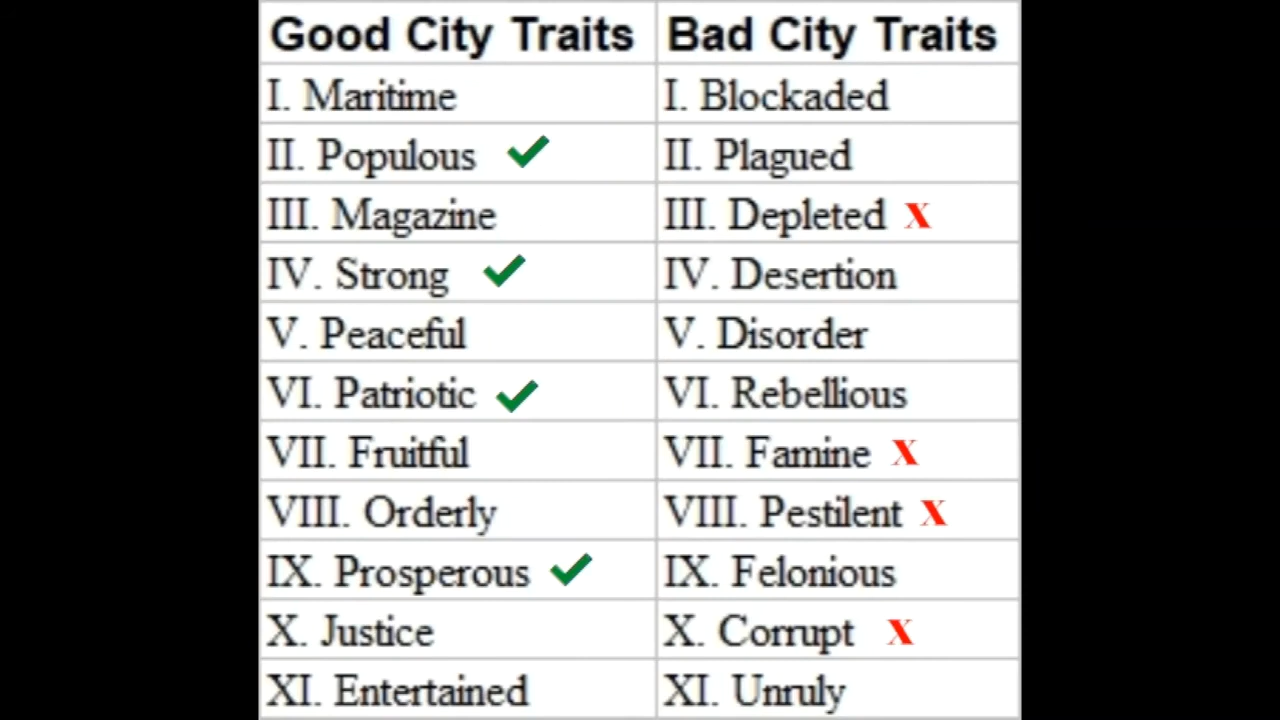 Good City Traits Bad City Traits
I. Maritime I. Blockaded
II. Populous ✔ II. Plagued
III. Magazine III. Depleted X
IV. Strong ✔ IV. Desertion
V. Peaceful V. Disorder
VI. Patriotic ✔ VI. Rebellious
VII. Fruitful VII. Famine X
VIII. Orderly VIII. Pestilent X
IX. Prosperous ✔ IX. Felonious
X. Justice X. Corrupt X
XI. Entertained XI. Unruly